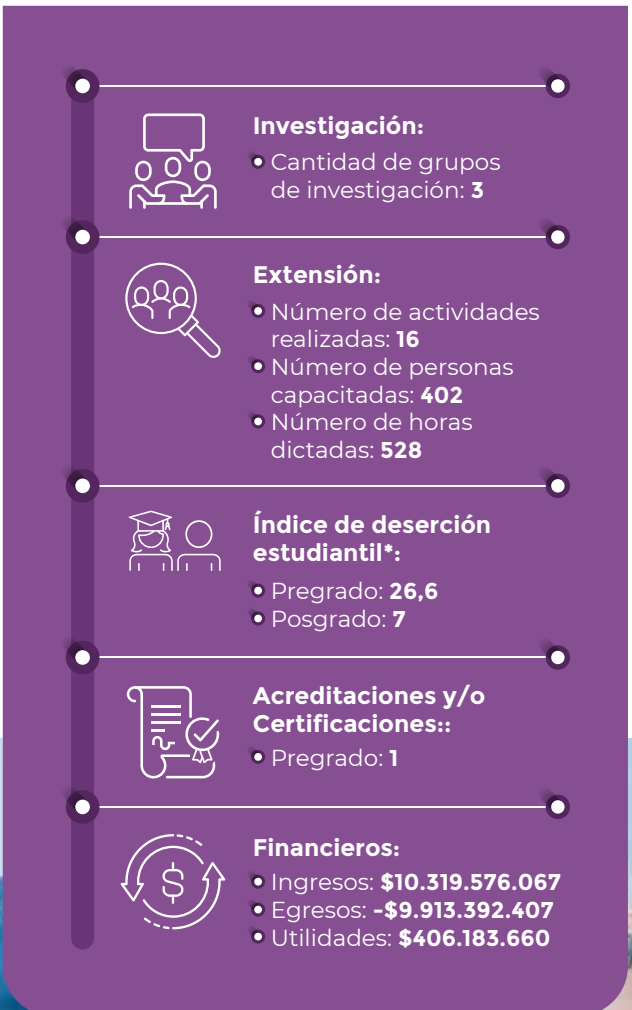 Investigación:
Cantidad de grupos
de investigación: 3
Extensión:
Número de actividades
realizadas: 16
Número de personas
capacitadas: 402
Número de horas
dictadas: 528
Índice de deserción
estudiantil*:
Pregrado: 26,6
Posgrado: 7
Acreditaciones y/o
Certificaciones::
Pregrado: 1
$
Financieros:
Ingresos: $10.319.576.067
Egresos: -$9.913.392.407
Utilidades: $406.183.660